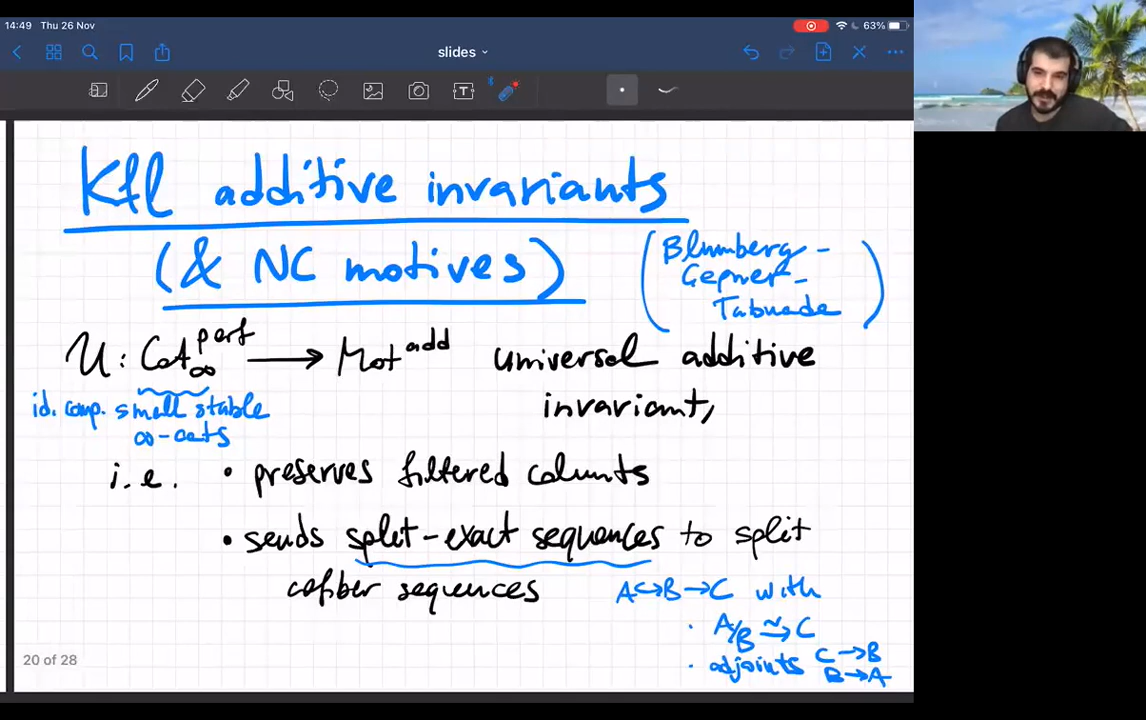 14:49 Thu 26 Nov
63%
slides
additive invariants
(& NC motives)
(Blumberg-
Gepner-
Tabuada)
U: Cat∞^perf → Mot^add universal additive
invariant,
id. comp. small stable
∞-cats
i.e. • preserves filtered colimits
• sends split-exact sequences to split
cofiber sequences
A↪B→C with
· A/B ≃→ C
· adjoints C→B
B→A
20 of 28